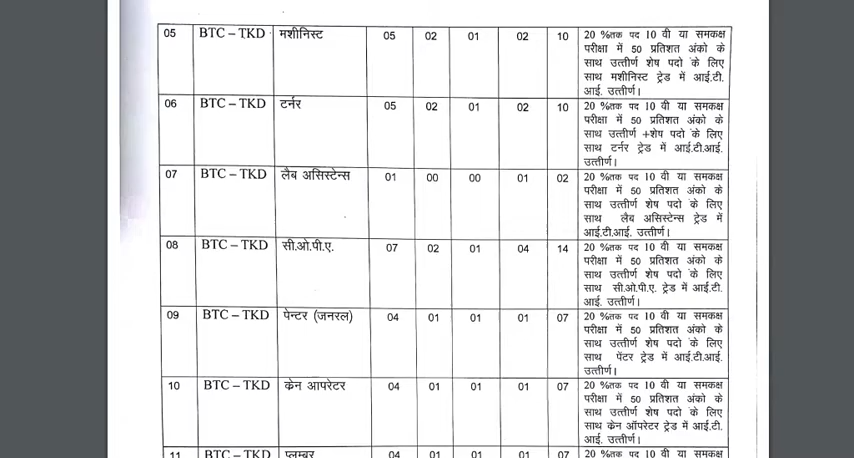 05 BTC – TKD मशीनिस्ट 05 02 01 02 10 20 %तक पद 10 वी या समकक्ष
परीक्षा में 50 प्रतिशत अंको के
साथ उत्तीर्ण शेष पदो के लिए
साथ मशीनिस्ट ट्रेड में आई.टी.
आई. उत्तीर्ण।
06 BTC – TKD टर्नर 05 02 01 02 10 20 %तक पद 10 वी या समकक्ष
परीक्षा में 50 प्रतिशत अंको के
साथ उत्तीर्ण +शेष पदो के लिए
साथ टर्नर ट्रेड में आई.टी.आई.
उत्तीर्ण।
07 BTC – TKD लैब असिस्टेन्स 01 00 00 01 02 20 %तक पद 10 वी या समकक्ष
परीक्षा में 50 प्रतिशत अंको के
साथ उत्तीर्ण शेष पदो के लिए
साथ लैब असिस्टेन्स ट्रेड में
आई.टी.आई. उत्तीर्ण।
08 BTC – TKD सी.ओ.पी.ए. 07 02 01 04 14 20 %तक पद 10 वी या समकक्ष
परीक्षा में 50 प्रतिशत अंको के
साथ उत्तीर्ण शेष पदो के लिए
साथ सी.ओ.पी.ए. ट्रेड में आई.टी.
आई. उत्तीर्ण।
09 BTC – TKD पेन्टर (जनरल) 04 01 01 01 07 20 %तक पद 10 वी या समकक्ष
परीक्षा में 50 प्रतिशत अंको के
साथ उत्तीर्ण शेष पदो के लिए
साथ पेंटर ट्रेड में आई.टी.आई.
उत्तीर्ण।
10 BTC – TKD केन आपरेटर 04 01 01 01 07 20 %तक पद 10 वी या समकक्ष
परीक्षा में 50 प्रतिशत अंको के
साथ उत्तीर्ण शेष पदो के लिए
साथ केन ऑपरेटर ट्रेड में आई.टी.
आई. उत्तीर्ण।
11 BTC – TKD प्लम्बर 04 01 01 01 07 20 %तक पद 10 वी या समकक्ष